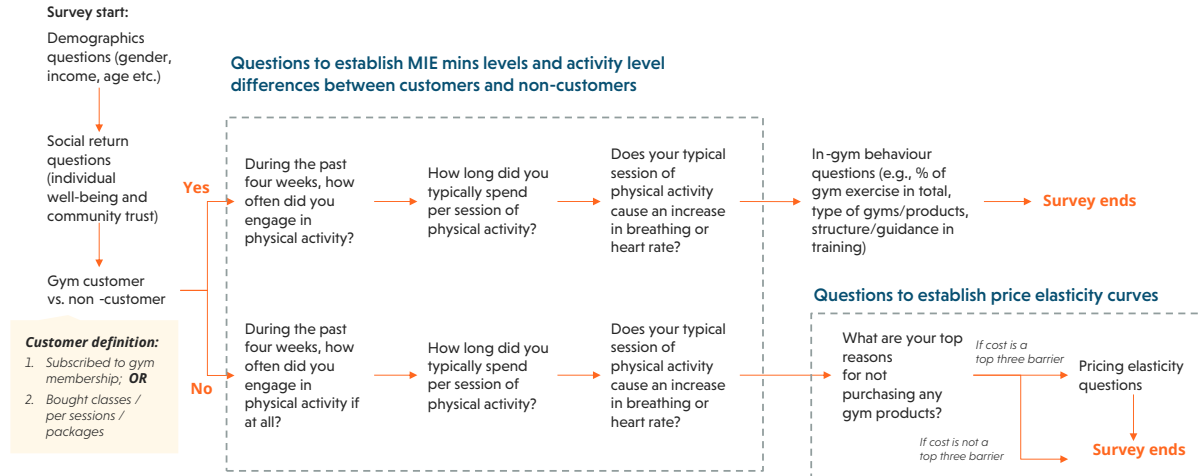 Survey start:
Demographics
questions (gender,
income, age etc.)
Social return
questions
(individual
well-being and
community trust)
Gym customer
vs. non -customer
Customer definition:
1. Subscribed to gym
membership; OR
2. Bought classes /
per sessions /
packages
Yes
No
Questions to establish MIE mins levels and activity level
differences between customers and non-customers
During the past
four weeks, how
often did you
engage in
physical activity?
How long did you
typically spend
per session of
physical activity?
Does your typical
session of
physical activity
cause an increase
in breathing or
heart rate?
In-gym behaviour
questions (e.g., % of
gym exercise in total,
type of gyms/products,
structure/guidance in
training)
Survey ends
During the past
four weeks, how
often did you
engage in
physical activity if
at all?
How long did you
typically spend
per session of
physical activity?
Does your typical
session of
physical activity
cause an increase
in breathing or
heart rate?
Questions to establish price elasticity curves
What are your top
reasons
for not
purchasing any
gym products?
If cost is a
top three barrier
Pricing elasticity
questions
If cost is not a
top three barrier
Survey ends